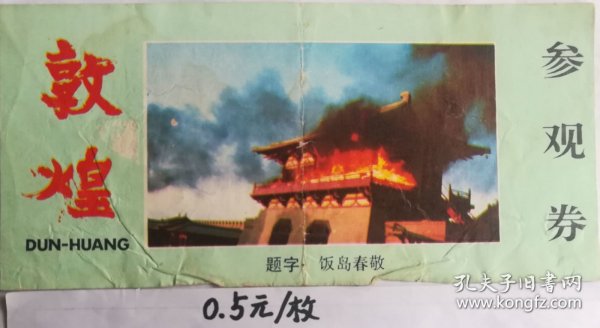 敦煌
DUN-HUANG
参观券
题字·饭岛春敬
0.5元/枚
孔夫子旧书网
www.kongfz.com